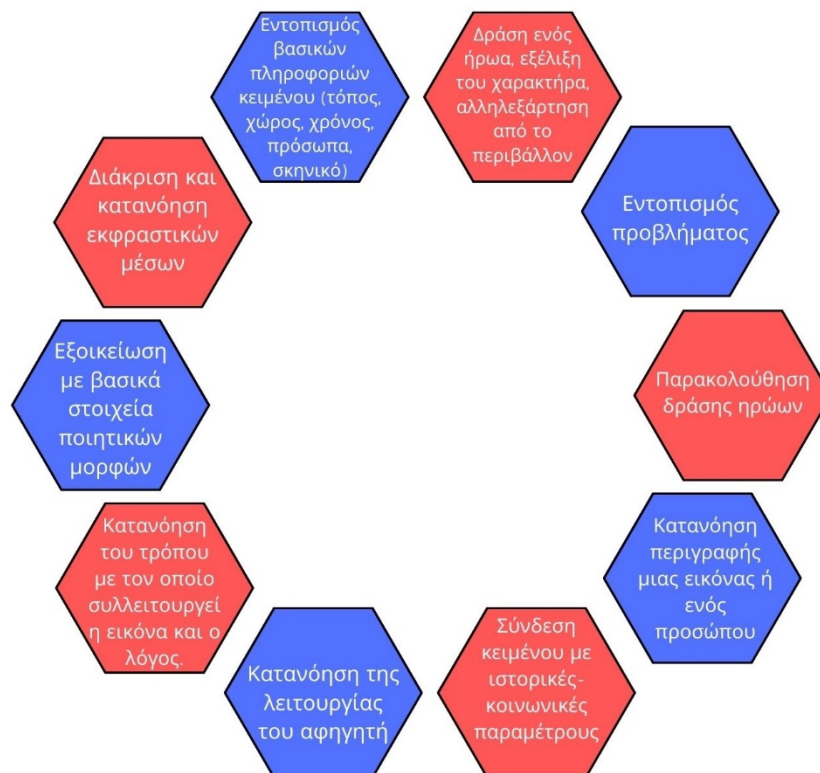 Εντοπισμός
βασικών
πληροφοριών
κειμένου (τόπος,
χώρος, χρόνος,
πρόσωπα,
σκηνικό)
Δράση ενός
ήρωα, εξέλιξη
του χαρακτήρα,
αλληλεξάρτηση
από το
περιβάλλον
Εντοπισμός
προβλήματος
Παρακολούθηση
δράσης ηρώων
Κατανόηση
περιγραφής
μιας εικόνας ή
ενός
προσώπου
Σύνδεση
κειμένου με
ιστορικές-
κοινωνικές
παραμέτρους
Κατανόηση της
λειτουργίας
του αφηγητή
Κατανόηση
του τρόπου
με τον οποίο
συλλειτουργεί
η εικόνα και ο
λόγος.
Εξοικείωση
με βασικά
στοιχεία
ποιητικών
μορφών
Διάκριση και
κατανόηση
εκφραστικών
μέσων